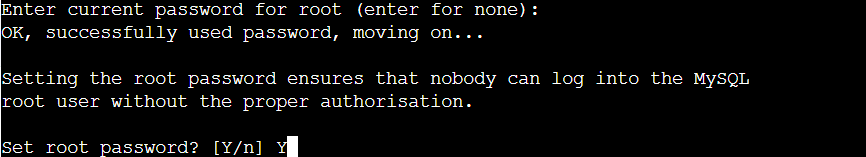 Enter current password for root (enter for none):
OK, successfully used password, moving on...
Setting the root password ensures that nobody can log into the MySQL
root user without the proper authorisation.
Set root password? [Y/n] Y